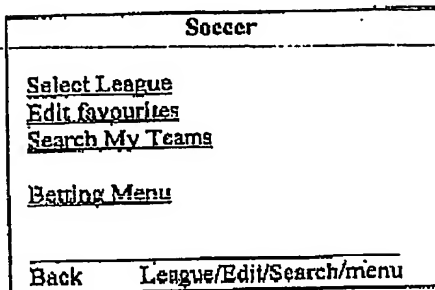 Soccer
Select League
Edit favourites
Search My Teams
Betting Menu
Back League/Edit/Search/menu